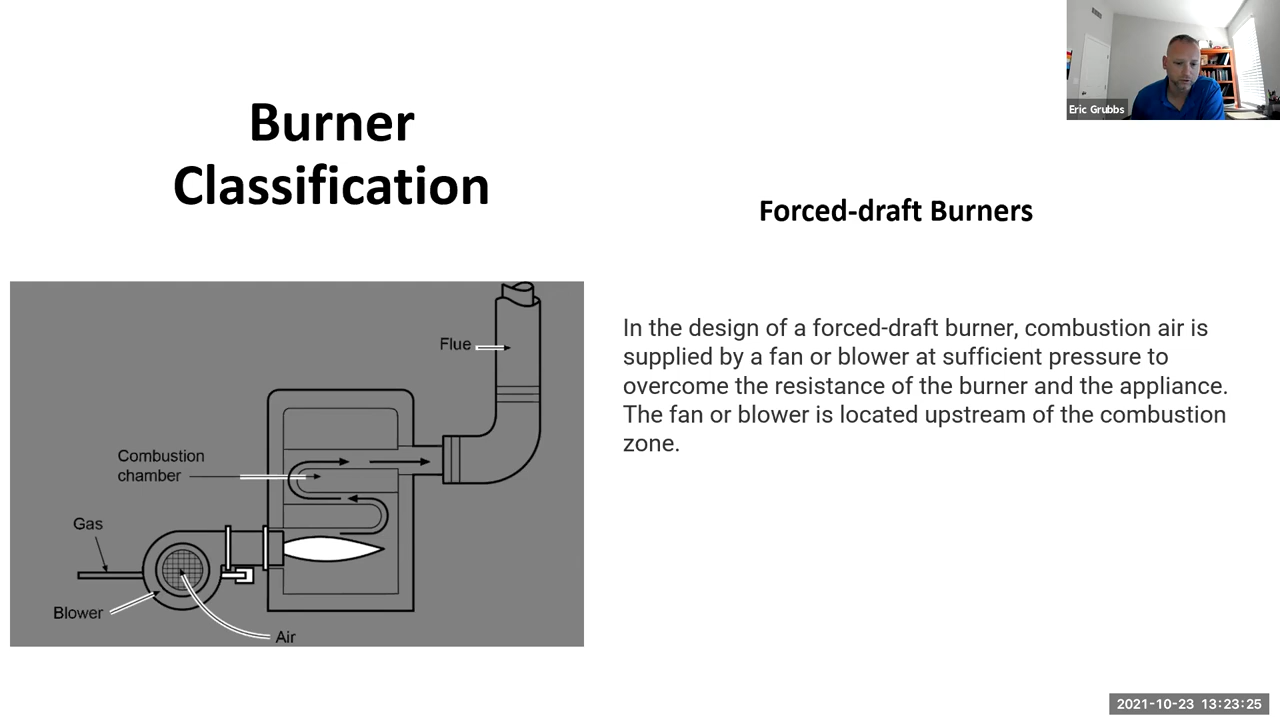 Burner
Classification
Eric Grubbs
Forced-draft Burners
Flue
Combustion
chamber
Gas
Blower
Air
In the design of a forced-draft burner, combustion air is
supplied by a fan or blower at sufficient pressure to
overcome the resistance of the burner and the appliance.
The fan or blower is located upstream of the combustion
zone.
2021-10-23 13:23:25